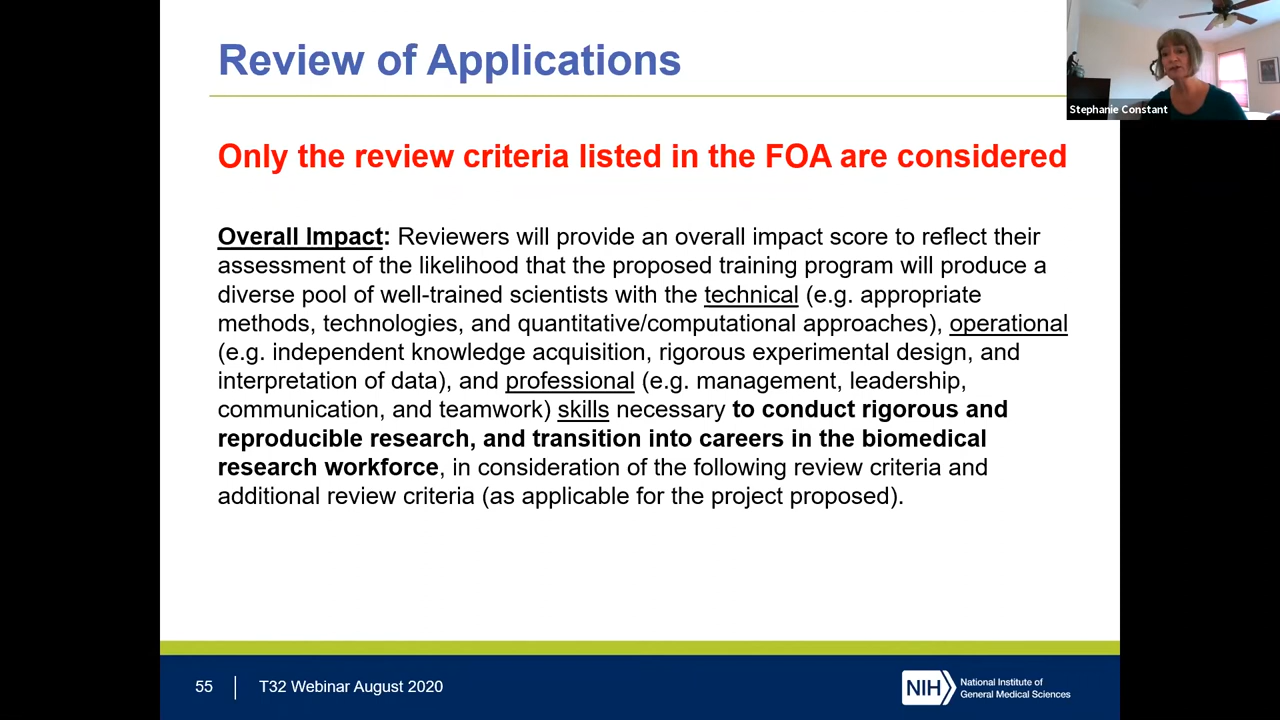 Review of Applications
Stephanie Constant
Only the review criteria listed in the FOA are considered
Overall Impact: Reviewers will provide an overall impact score to reflect their
assessment of the likelihood that the proposed training program will produce a
diverse pool of well-trained scientists with the technical (e.g. appropriate
methods, technologies, and quantitative/computational approaches), operational
(e.g. independent knowledge acquisition, rigorous experimental design, and
interpretation of data), and professional (e.g. management, leadership,
communication, and teamwork) skills necessary to conduct rigorous and
reproducible research, and transition into careers in the biomedical
research workforce, in consideration of the following review criteria and
additional review criteria (as applicable for the project proposed).
55 | T32 Webinar August 2020
NIH
National Institute of
General Medical Sciences